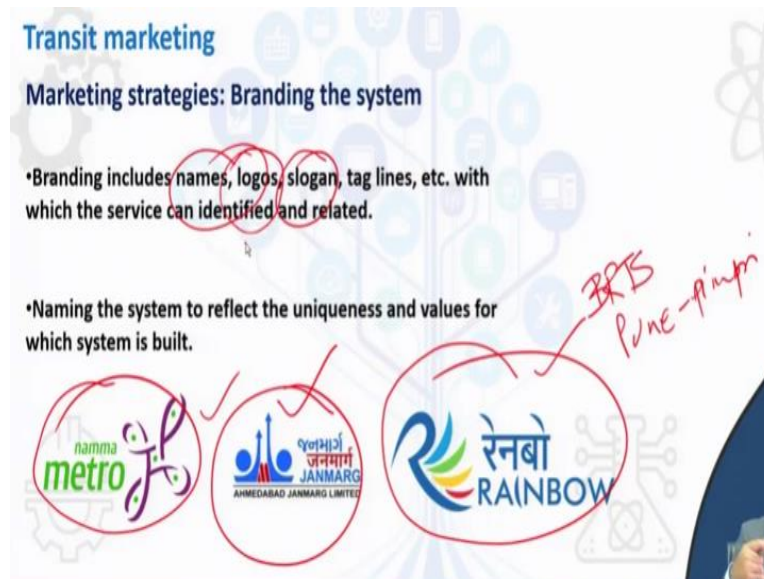 Transit marketing
Marketing strategies: Branding the system
•Branding includes names, logos, slogan, tag lines, etc. with
which the service can identified and related.
BRTS
Pune-pimpri
•Naming the system to reflect the uniqueness and values for
which system is built.
namma
metro
જનમાર્ગ
जनमार्ग
JANMARG
AHMEDABAD JANMARG LIMITED
रेनबो
RAINBOW